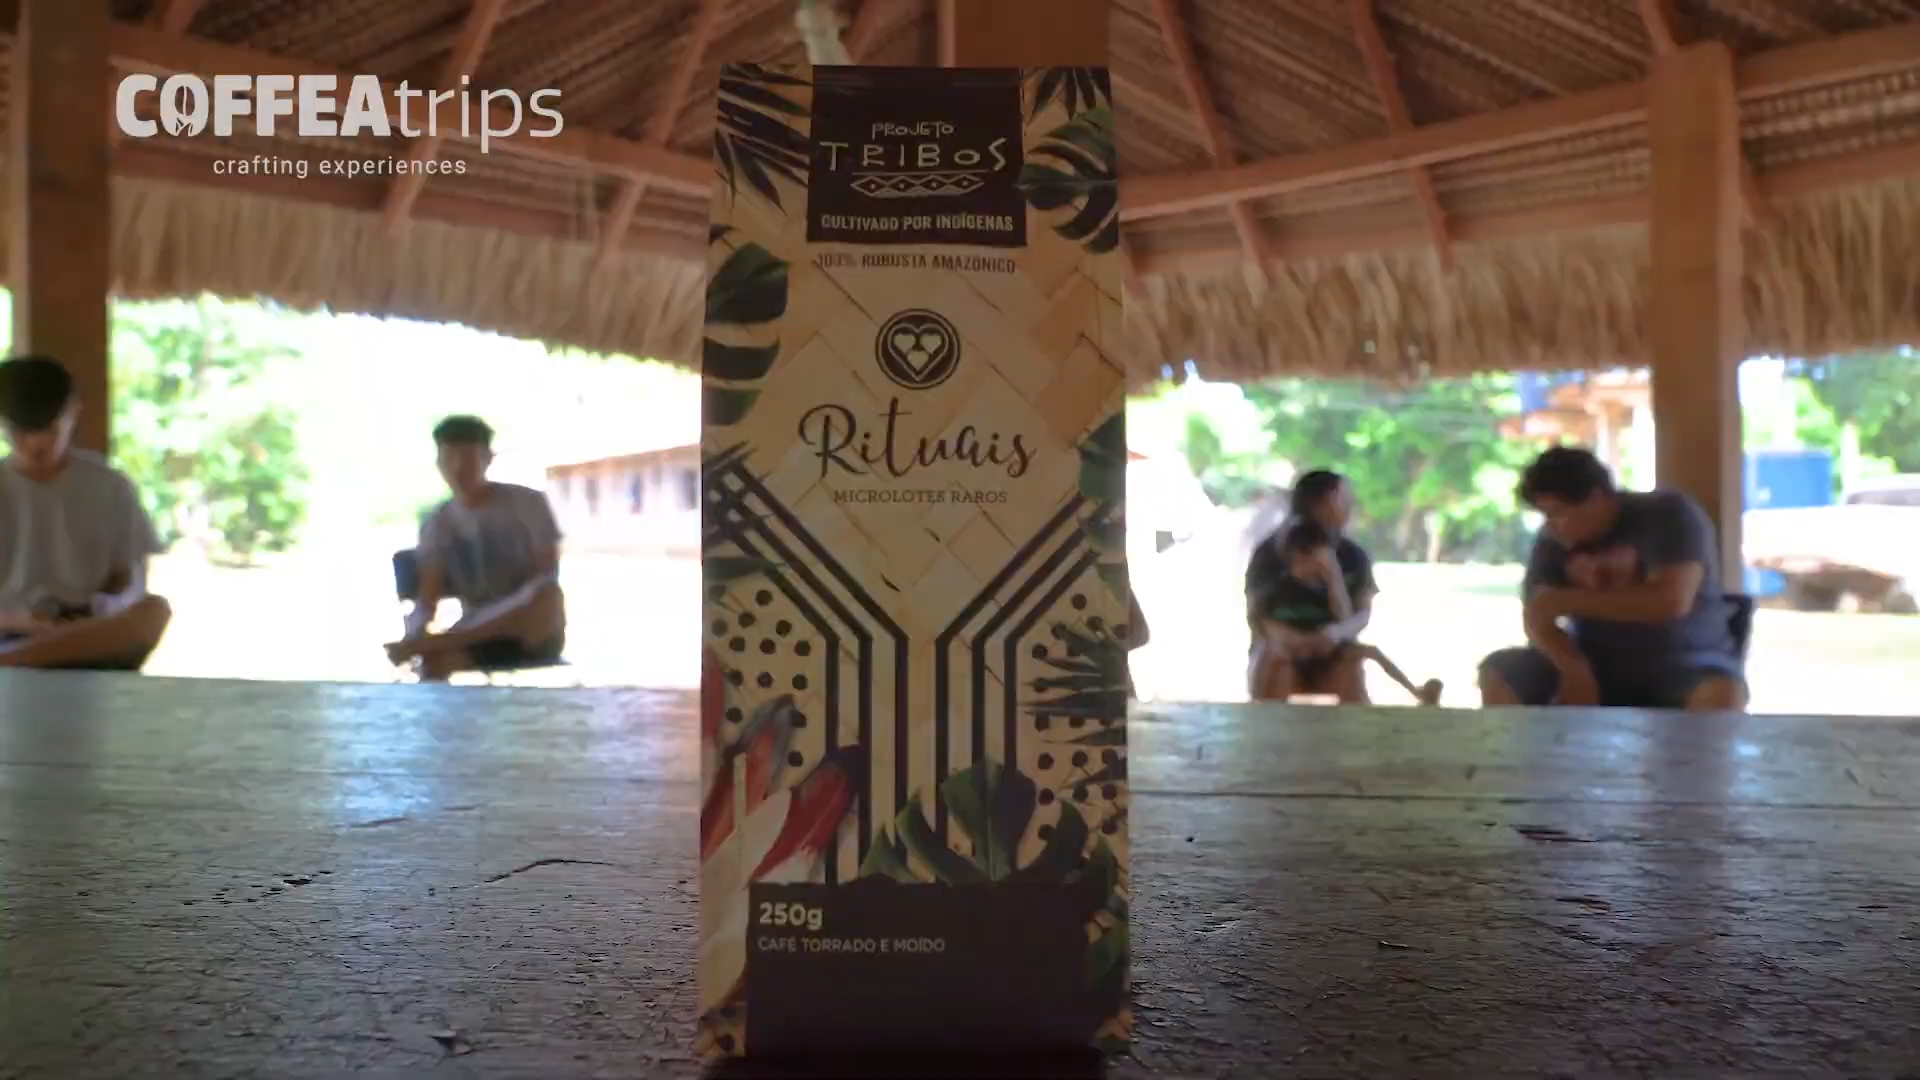 COFFEAtrips
crafting experiences
PROJETO
TRIBOS
CULTIVADO POR INDÍGENAS
100% ROBUSTA AMAZÔNICO
Rituais
MICROLOTES RAROS
250g
CAFÉ TORRADO E MOÍDO